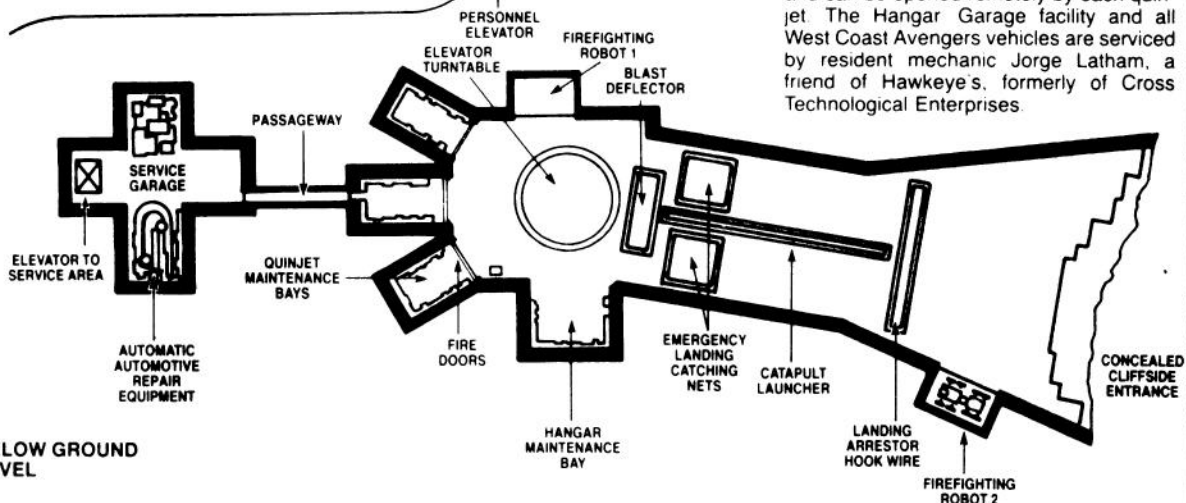 jet. The Hangar Garage facility and all
West Coast Avengers vehicles are serviced
by resident mechanic Jorge Latham, a
friend of Hawkeye's, formerly of Cross
Technological Enterprises.
PERSONNEL
ELEVATOR
ELEVATOR
TURNTABLE
FIREFIGHTING
ROBOT 1
BLAST
DEFLECTOR
PASSAGEWAY
SERVICE
GARAGE
ELEVATOR TO
SERVICE AREA
QUINJET
MAINTENANCE
BAYS
FIRE
DOORS
AUTOMATIC
AUTOMOTIVE
REPAIR
EQUIPMENT
HANGAR
MAINTENANCE
BAY
EMERGENCY
LANDING
CATCHING
NETS
CATAPULT
LAUNCHER
LANDING
ARRESTOR
HOOK WIRE
CONCEALED
CLIFFSIDE
ENTRANCE
FIREFIGHTING
ROBOT 2
LOW GROUND
VEL